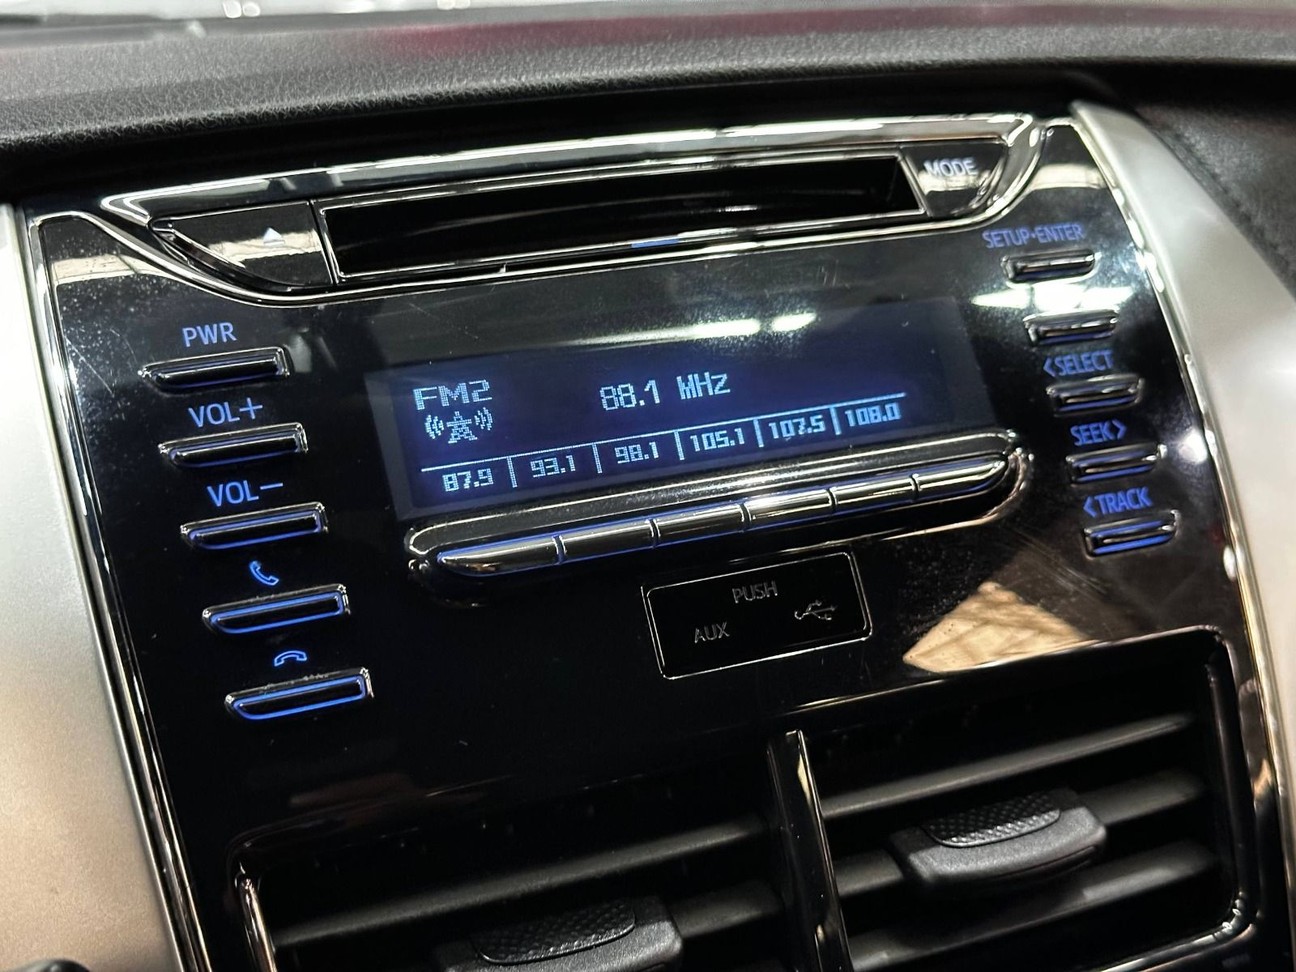 MODE
SETUP·ENTER
PWR
VOL+
VOL−
FM2 88.1 MHz
87.9 | 93.1 | 98.1 | 105.1 | 107.5 | 108.0
<SELECT
SEEK>
<TRACK
PUSH
AUX